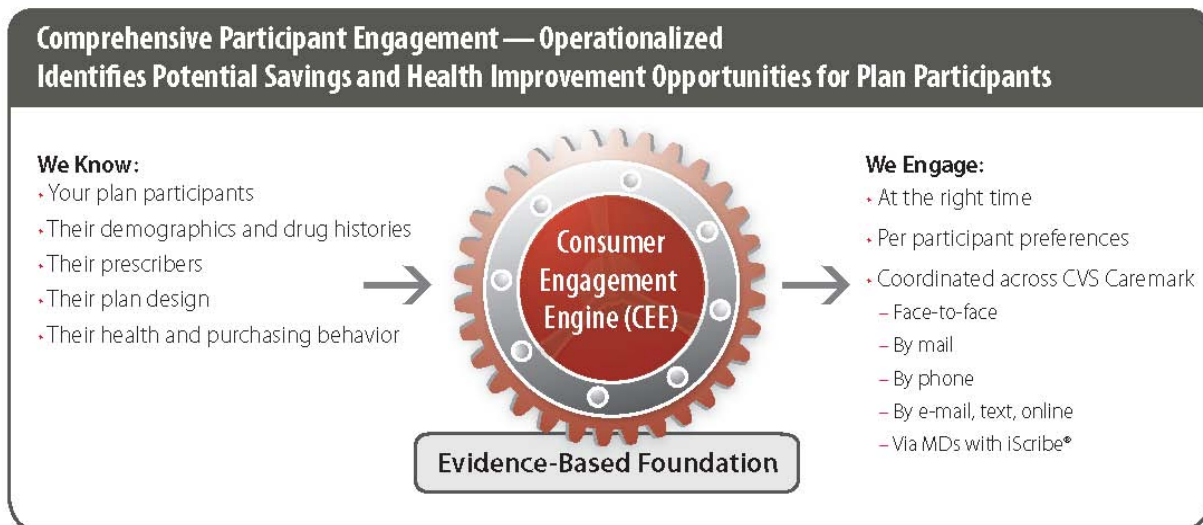 Comprehensive Participant Engagement — Operationalized
Identifies Potential Savings and Health Improvement Opportunities for Plan Participants
We Know:
Your plan participants
Their demographics and drug histories
Their prescribers
Their plan design
Their health and purchasing behavior
Consumer
Engagement
Engine (CEE)
Evidence-Based Foundation
We Engage:
At the right time
Per participant preferences
Coordinated across CVS Caremark
– Face-to-face
– By mail
– By phone
– By e-mail, text, online
– Via MDs with iScribe®